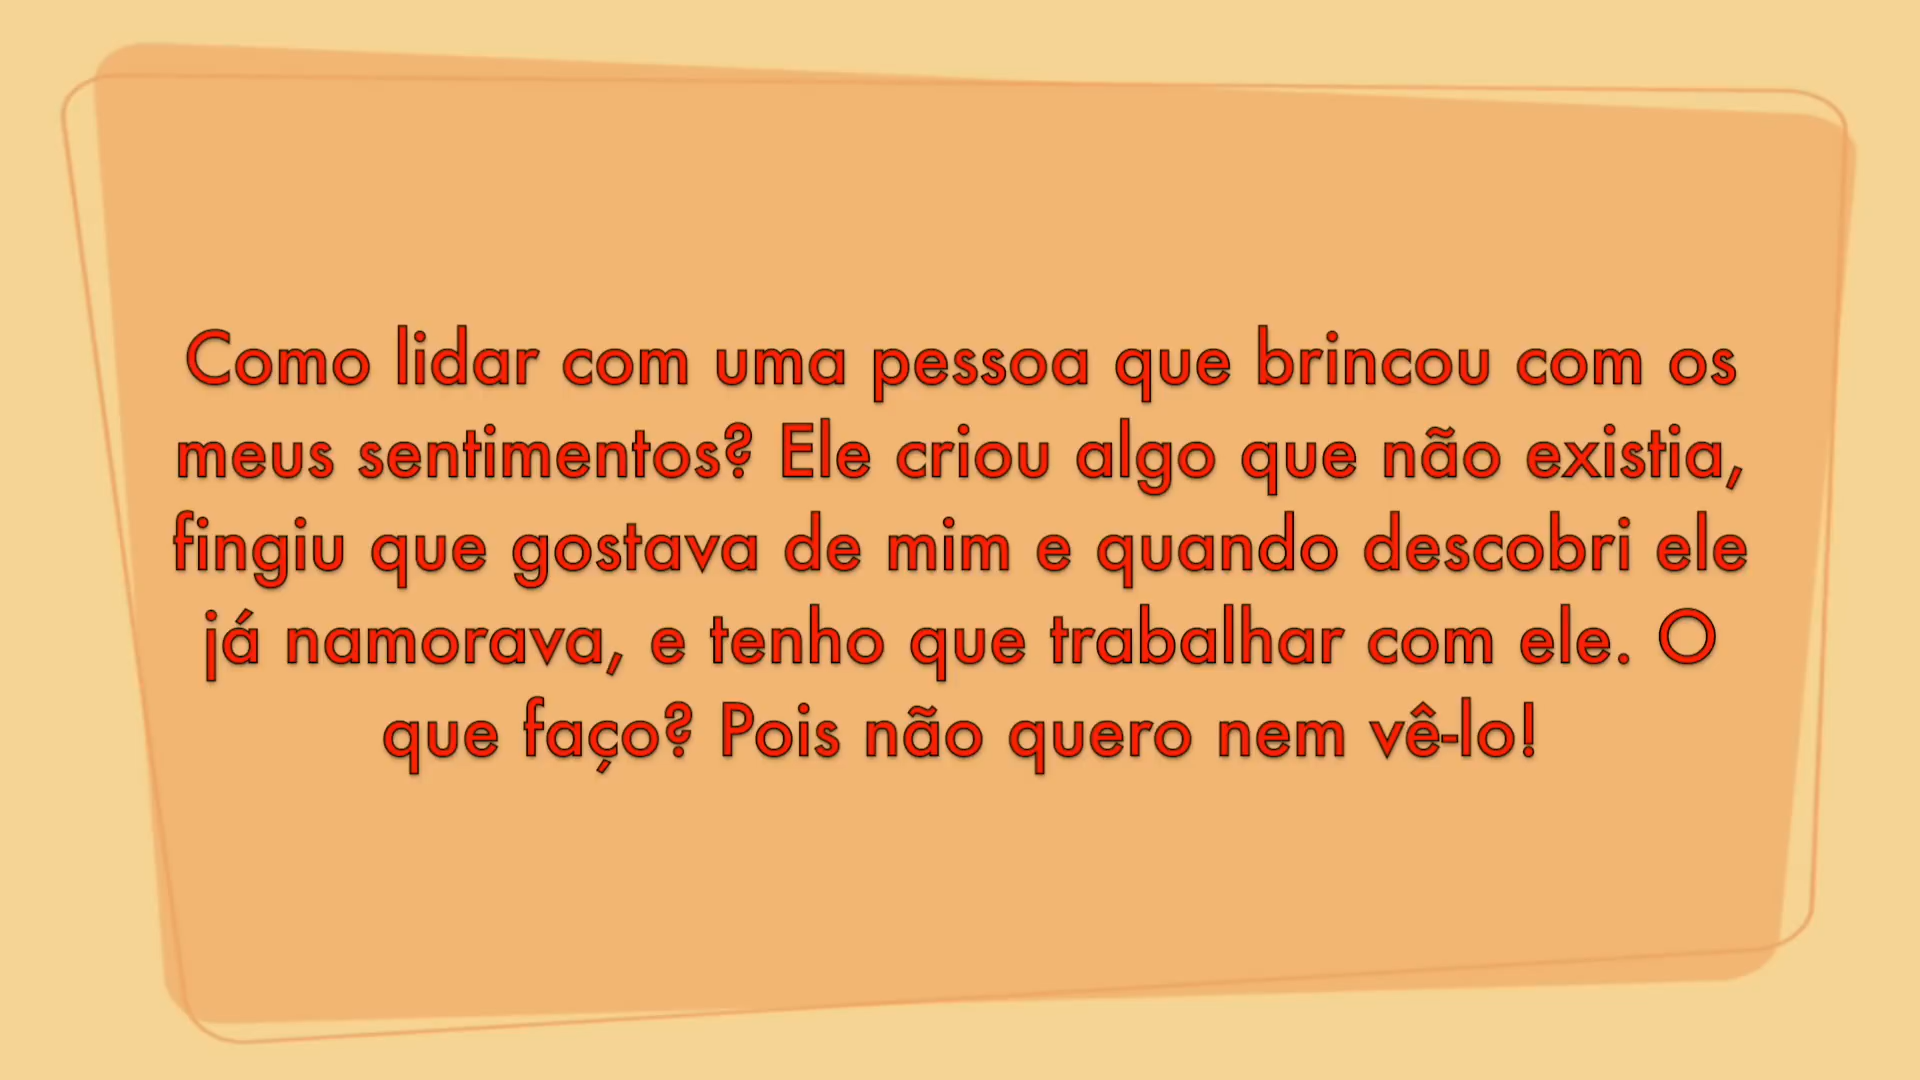 Como lidar com uma pessoa que brincou com os
meus sentimentos? Ele criou algo que não existia,
fingiu que gostava de mim e quando descobri ele
já namorava, e tenho que trabalhar com ele. O
que faço? Pois não quero nem vê-lo!